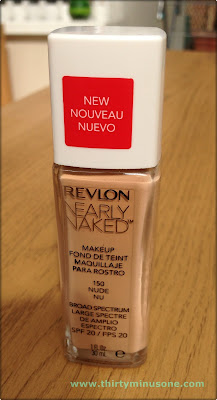 NEW
NOUVEAU
NUEVO
REVLON
NEARLY
NAKED™
MAKEUP
FOND DE TEINT
MAQUILLAJE
PARA ROSTRO
150
NUDE
NU
BROAD SPECTRUM
LARGE SPECTRE
DE AMPLIO
ESPECTRO
SPF 20 / FPS 20
30 ML
www.thirtyminusone.com